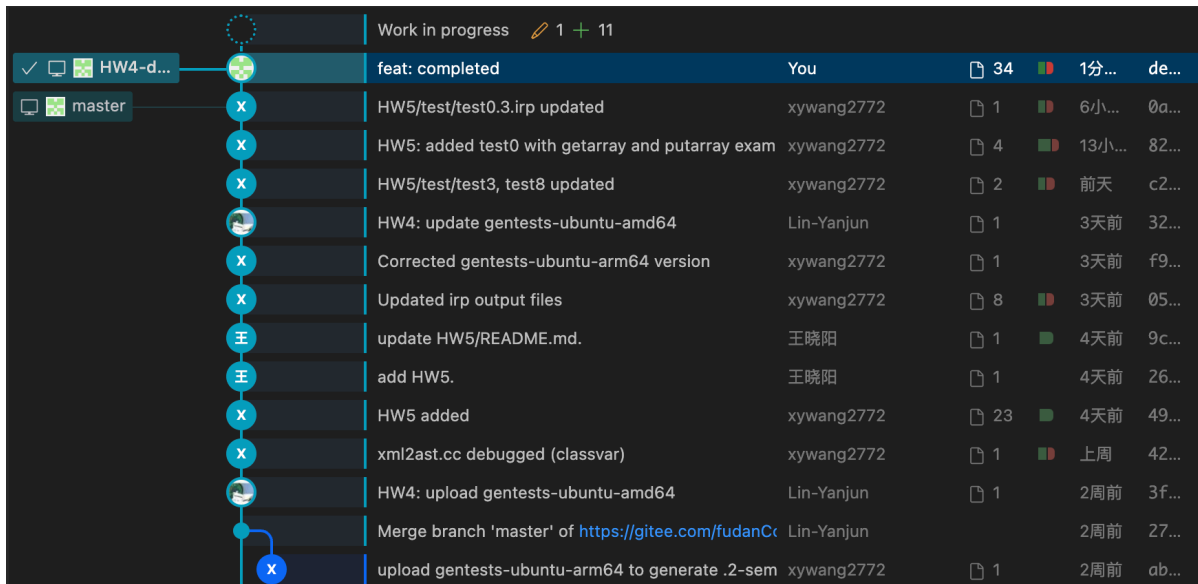 Work in progress 1 11
HW4-d... feat: completed You 34 1分... de...
master X HW5/test/test0.3.irp updated xywang2772 1 6小... 0a...
X HW5: added test0 with getarray and putarray exam xywang2772 4 13小... 82...
X HW5/test/test3, test8 updated xywang2772 2 前天 c2...
HW4: update gentests-ubuntu-amd64 Lin-Yanjun 1 3天前 32...
X Corrected gentests-ubuntu-arm64 version xywang2772 1 3天前 f9...
X Updated irp output files xywang2772 8 3天前 05...
王 update HW5/README.md. 王晓阳 1 4天前 9c...
王 add HW5. 王晓阳 1 4天前 26...
X HW5 added xywang2772 23 4天前 49...
X xml2ast.cc debugged (classvar) xywang2772 1 上周 42...
HW4: upload gentests-ubuntu-amd64 Lin-Yanjun 1 2周前 3f...
Merge branch 'master' of https://gitee.com/fudanCo Lin-Yanjun 2周前 27...
X upload gentests-ubuntu-arm64 to generate .2-sem xywang2772 1 2周前 ab...